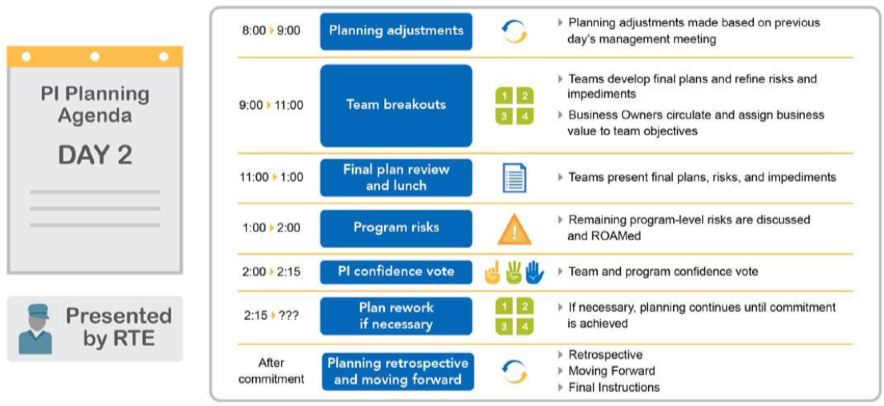 PI Planning
Agenda
DAY 2
Presented
by RTE
8:00 9:00
Planning adjustments
Planning adjustments made based on previous
day's management meeting
9:00 11:00
Team breakouts
1 2
3 4
Teams develop final plans and refine risks and
impediments
Business Owners circulate and assign business
value to team objectives
11:00 1:00
Final plan review
and lunch
Teams present final plans, risks, and impediments
1:00 2:00
Program risks
Remaining program-level risks are discussed
and ROAMed
2:00 2:15
PI confidence vote
Team and program confidence vote
2:15 ???
Plan rework
if necessary
1 2
3 4
If necessary, planning continues until commitment
is achieved
After
commitment
Planning retrospective
and moving forward
Retrospective
Moving Forward
Final Instructions